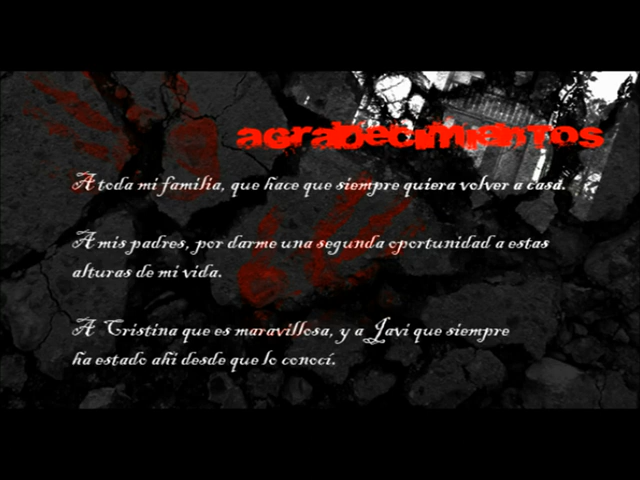 AGRADECIMIENTOS
A toda mi familia, que hace que siempre quiera volver a casa.
A mis padres, por darme una segunda oportunidad a estas
alturas de mi vida.
A Cristina que es maravillosa, y a Javi que siempre
ha estado ahí desde que lo conocí.